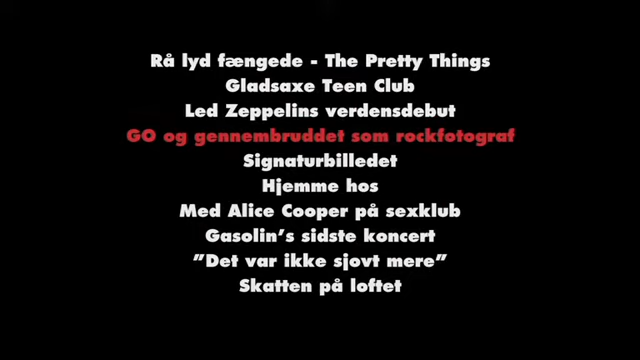 Rå lyd fængede - The Pretty Things
Gladsaxe Teen Club
Led Zeppelins verdensdebut
GO og gennembruddet som rockfotograf
Signaturbilledet
Hjemme hos
Med Alice Cooper på sexklub
Gasolin's sidste koncert
"Det var ikke sjovt mere"
Skatten på loftet